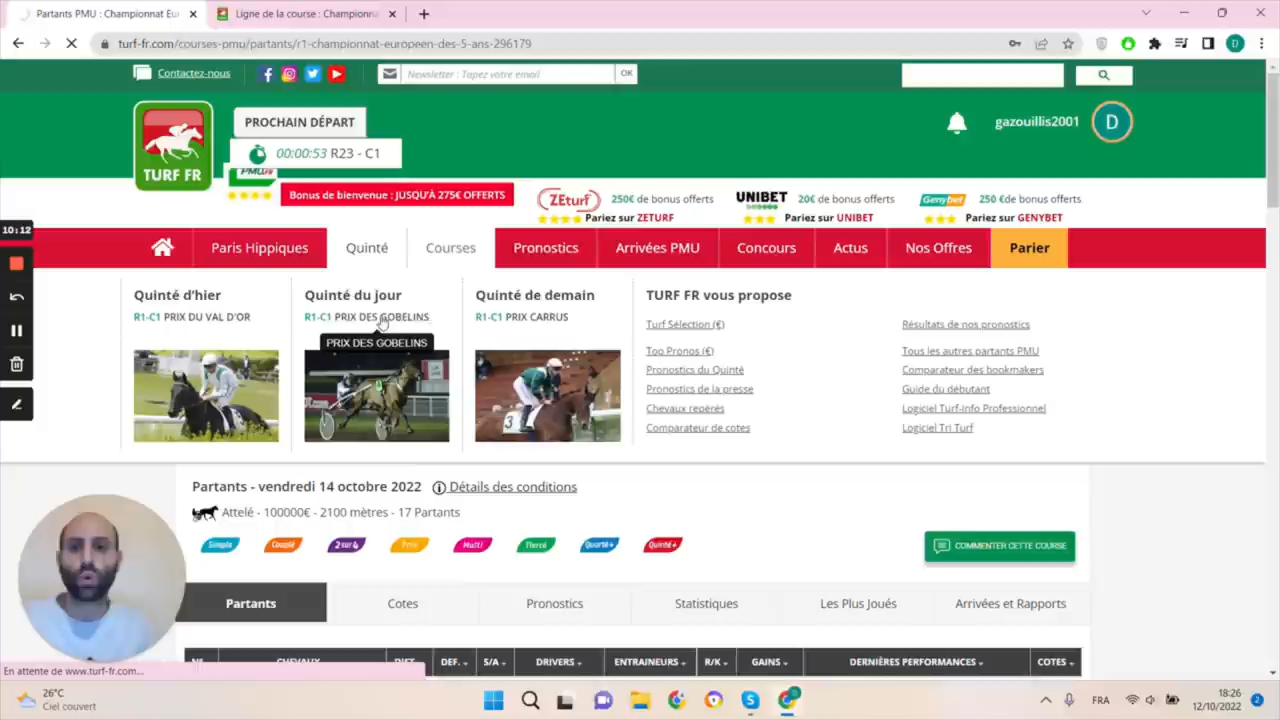 Partants PMU : Championnat Eur
Ligne de la course : Championna
turf-fr.com/courses-pmu/partants/r1-championnat-europeen-des-5-ans-296179
D
Contactez-nous
Newsletter : Tapez votre email
OK
TURF FR
PROCHAIN DÉPART
00:00:53 R23 - C1
gazouillis2001
D
PMU.fr
Bonus de bienvenue : JUSQU'À 275€ OFFERTS
ZEturf
250€ de bonus offerts
Pariez sur ZETURF
UNIBET
20€ de bonus offerts
Pariez sur UNIBET
Genybet
250 €de bonus offerts
Pariez sur GENYBET
10:12
Paris Hippiques
Quinté
Courses
Pronostics
Arrivées PMU
Concours
Actus
Nos Offres
Parier
Quinté d'hier
R1-C1 PRIX DU VAL D'OR
Quinté du jour
R1-C1 PRIX DES GOBELINS
PRIX DES GOBELINS
Quinté de demain
R1-C1 PRIX CARRUS
3
TURF FR vous propose
Turf Sélection (€)
Top Pronos (€)
Pronostics du Quinté
Pronostics de la presse
Chevaux repérés
Comparateur de cotes
Résultats de nos pronostics
Tous les autres partants PMU
Comparateur des bookmakers
Guide du débutant
Logiciel Turf-Info Professionnel
Logiciel Tri Turf
Partants - vendredi 14 octobre 2022
Détails des conditions
Attelé - 100000€ - 2100 mètres - 17 Partants
Simple
Couplé
2 sur 4
Multi
Tiercé
Quarté+
Quinté+
COMMENTER CETTE COURSE
Partants
Cotes
Pronostics
Statistiques
Les Plus Joués
Arrivées et Rapports
N°
CHEVAUX
DIST.
DEF.
S/A
DRIVERS
ENTRAINEURS
R/K
GAINS
DERNIÈRES PERFORMANCES
COTES
En attente de www.turf-fr.com...
26°C
Ciel couvert
FRA
18:26
12/10/2022
2